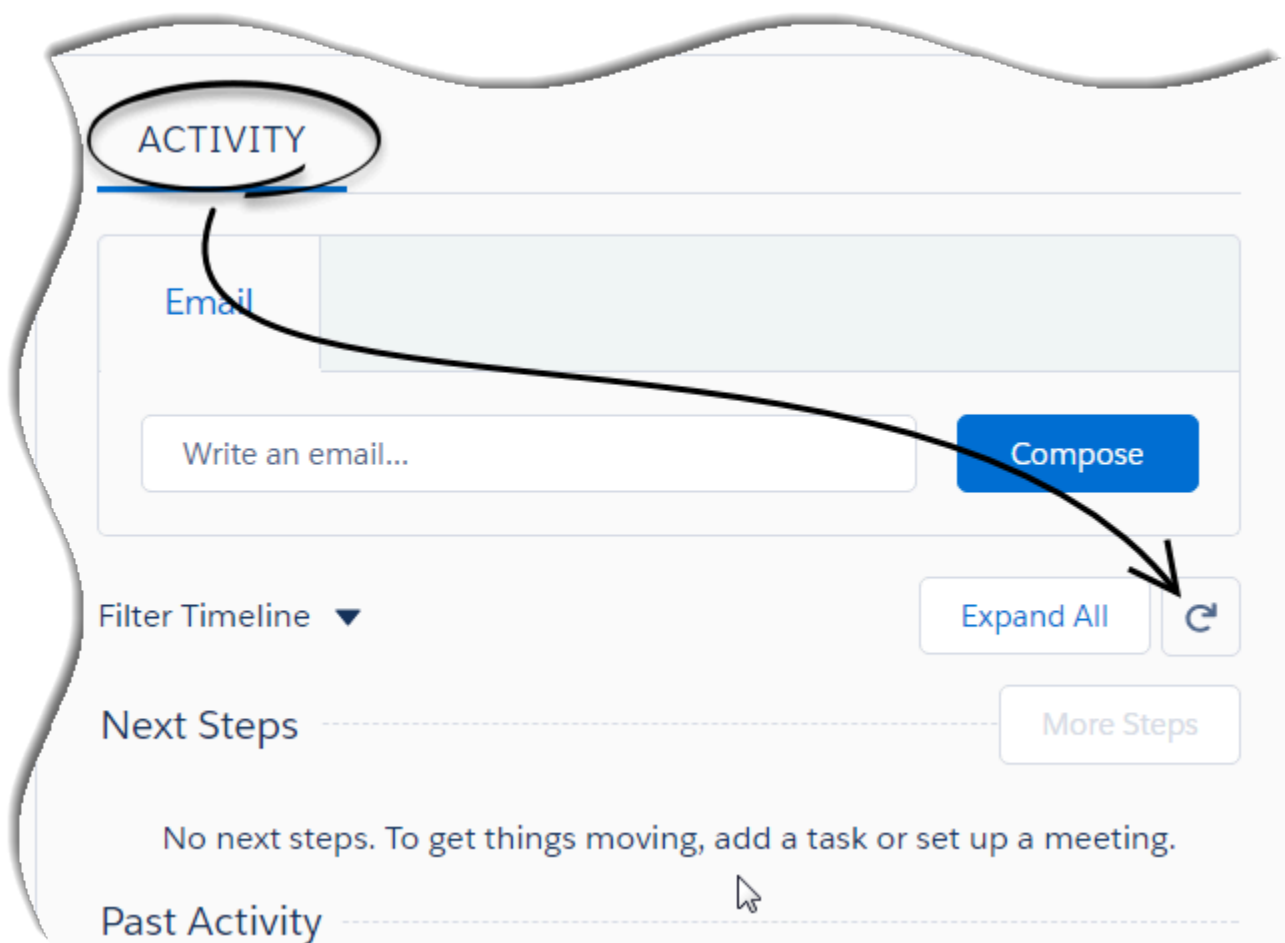 ACTIVITY
Email
Write an email...
Compose
Filter Timeline
Expand All
Next Steps
More Steps
No next steps. To get things moving, add a task or set up a meeting.
Past Activity